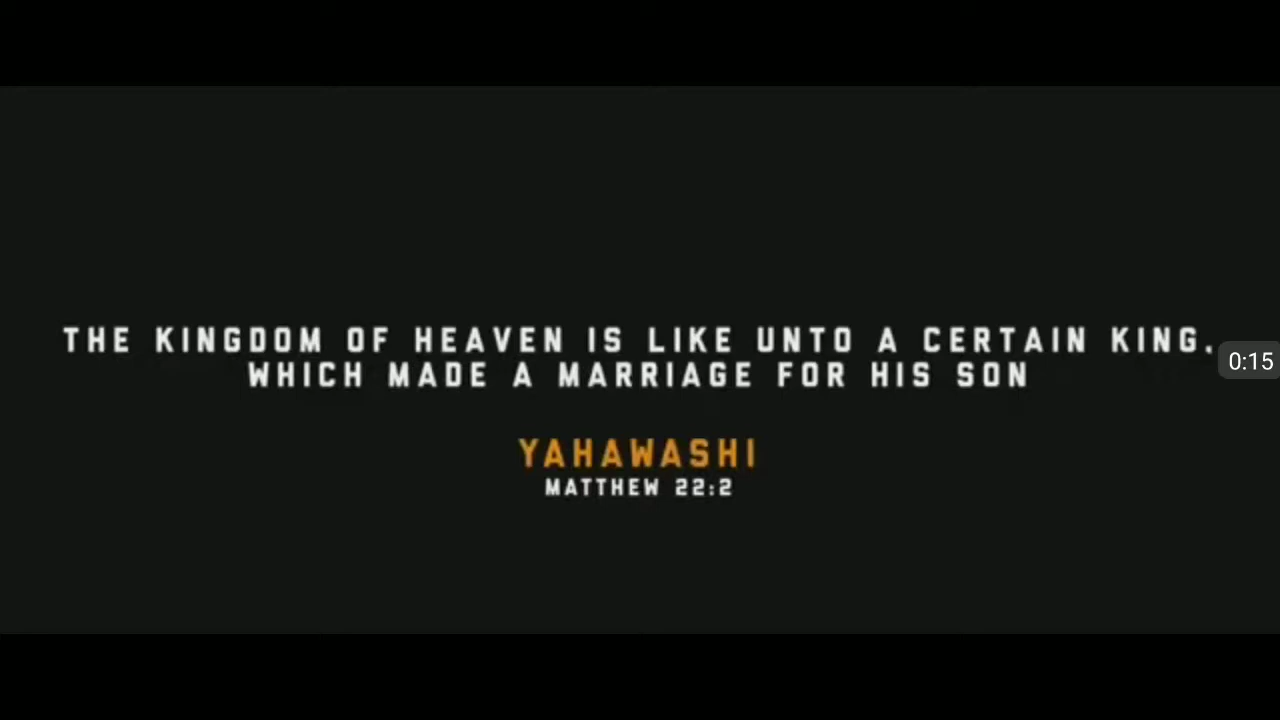 THE KINGDOM OF HEAVEN IS LIKE UNTO A CERTAIN KING,
WHICH MADE A MARRIAGE FOR HIS SON
0:15
YAHAWASHI
MATTHEW 22:2